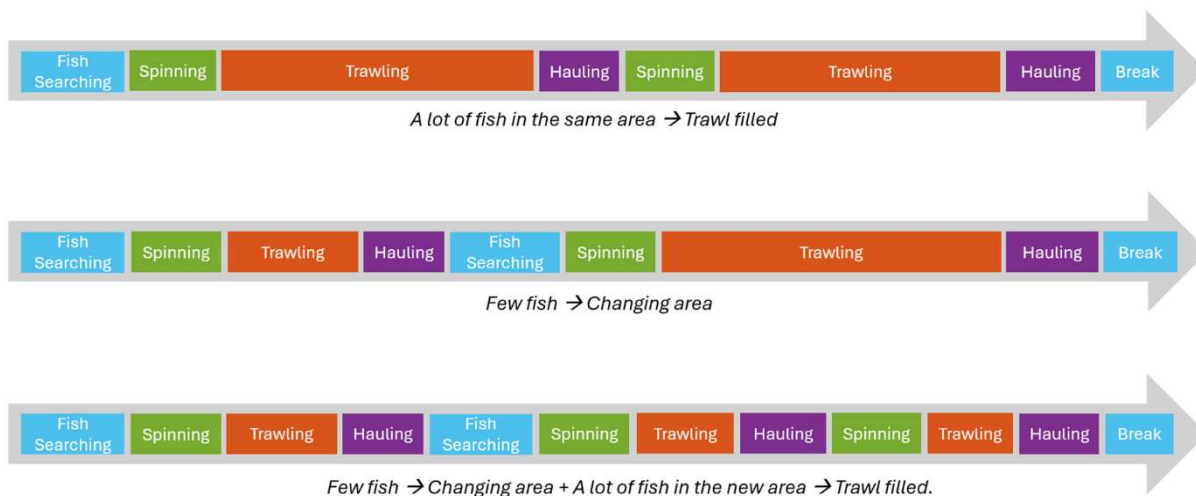 Fish
Searching
Spinning
Trawling
Hauling
Spinning
Trawling
Hauling
Break
A lot of fish in the same area → Trawl filled
Fish
Searching
Spinning
Trawling
Hauling
Fish
Searching
Spinning
Trawling
Hauling
Break
Few fish → Changing area
Fish
Searching
Spinning
Trawling
Hauling
Fish
Searching
Spinning
Trawling
Hauling
Spinning
Trawling
Hauling
Break
Few fish → Changing area + A lot of fish in the new area → Trawl filled.